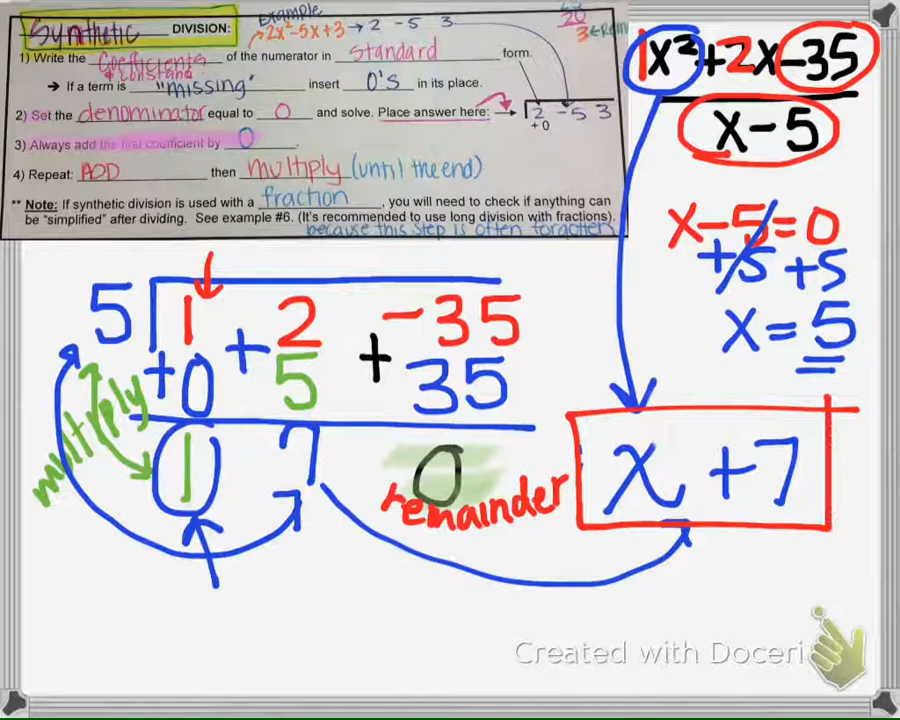 Example
Synthetic DIVISION: 2x²-5x+3 → 2 -5 3
20
3
1) Write the Coefficients & constand of the numerator in standard form.
→ If a term is "missing" insert 0's in its place.
2) Set the denominator equal to 0 and solve. Place answer here: → 2 -5 3
+0
3) Always add the first coefficient by 0.
4) Repeat: ADD then multiply (until the end)
** Note: If synthetic division is used with a fraction, you will need to check if anything can
be "simplified" after dividing. See example #6. (It's recommended to use long division with fractions).
because this step is often forgotten
1x²+2x-35
x-5
x-5=0
+5 +5
x=5
5 1 2 -35
+0 + 5 + 35
multiply
1 7 0
remainder
x+7
Created with Doceri